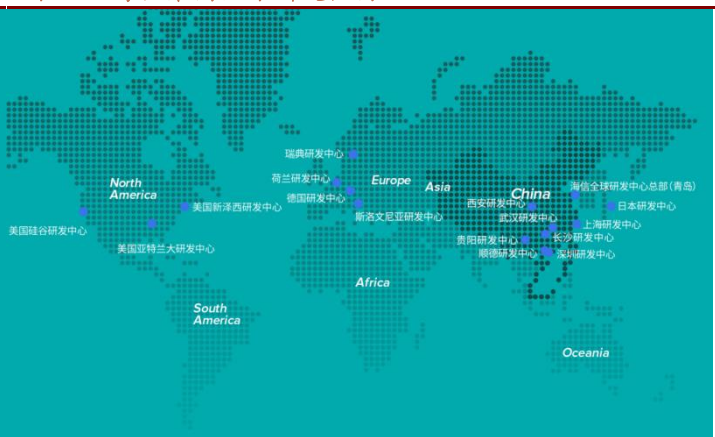 瑞典研发中心
荷兰研发中心
Europe
North
America
Asia
德国研发中心
China
海信全球研发中心总部(青岛)
美国新泽西研发中心
斯洛文尼亚研发中心
西安研发中心
日本研发中心
武汉研发中心
美国硅谷研发中心
上海研发中心
贵阳研发中心
长沙研发中心
美国亚特兰大研发中心
顺德研发中心
深圳研发中心
Africa
South
America
Oceania